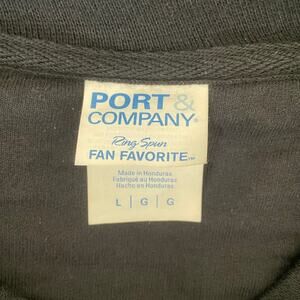 PORT &
COMPANY®
Ring Spun
FAN FAVORITE™
Made in Honduras
Fabriqué au Honduras
Hecho en Honduras
L | G | G